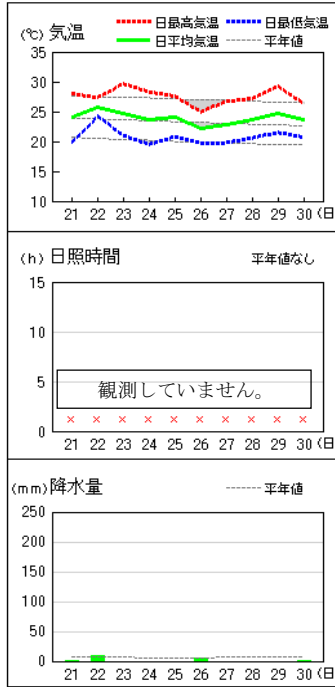 (℃) 気温
日最高気温 日最低気温
日平均気温 平年値
35
30
25
20
15
10
21 22 23 24 25 26 27 28 29 30 (日
(h) 日照時間 平年値なし
15
10
5
観測していません。
0
21 22 23 24 25 26 27 28 29 30 (日
(mm) 降水量 平年値
250
200
150
100
50
0
21 22 23 24 25 26 27 28 29 30 (日